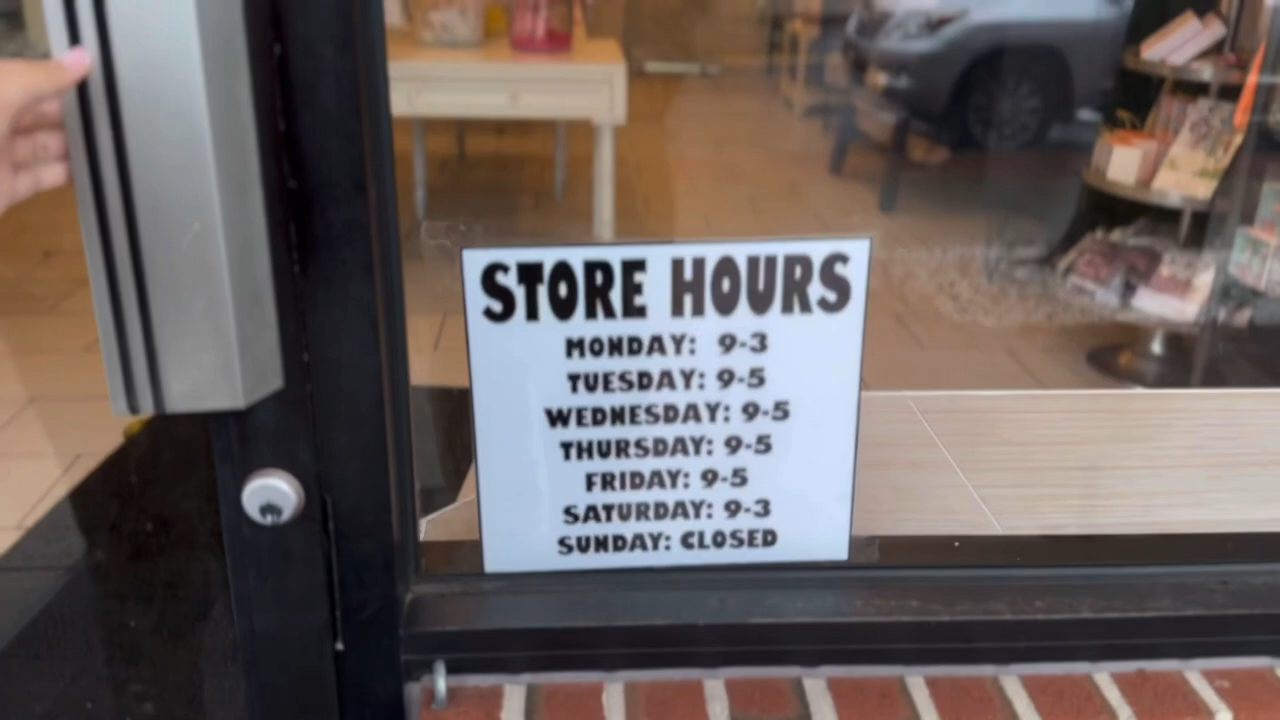 STORE HOURS
MONDAY: 9-3
TUESDAY: 9-5
WEDNESDAY: 9-5
THURSDAY: 9-5
FRIDAY: 9-5
SATURDAY: 9-3
SUNDAY: CLOSED